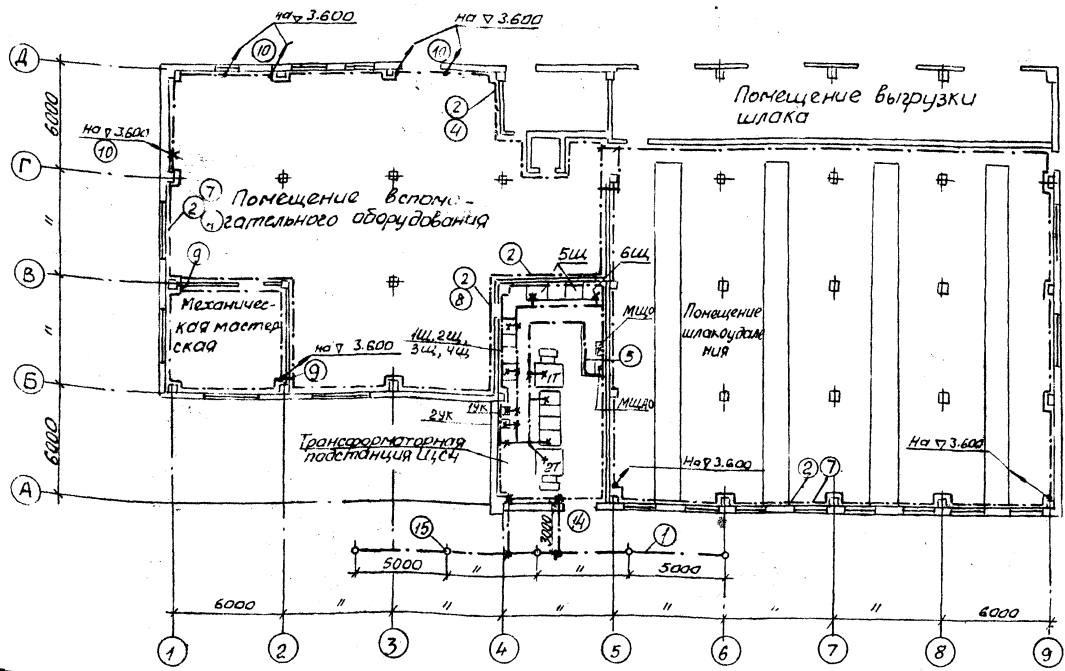 на ▽ 3.600
на ▽ 3.600
10
10
Д
6000
2
4
Помещение выгрузки
шлака
на ▽ 3.600
10
Г
7
2
Помещение вспомо-
гательного оборудования
"
В
9
2
5Щ
6Щ
2
8
Механичес-
кая мастер
ская
на ▽ 3.600
1Щ, 2Щ,
3Щ, 4Щ
МЩО
Помещение
шлакоудале
ния
5
9
1Т
Б
1УК
2УК
МЩДО
6000
Трансформаторная
подстанция ЩСЧ
2Т
на ▽ 3.600
На ▽ 3.600
2
7
А
14
3000
15
1
5000
"
"
5000
6000
"
"
"
"
"
"
6000
1
2
3
4
5
6
7
8
9